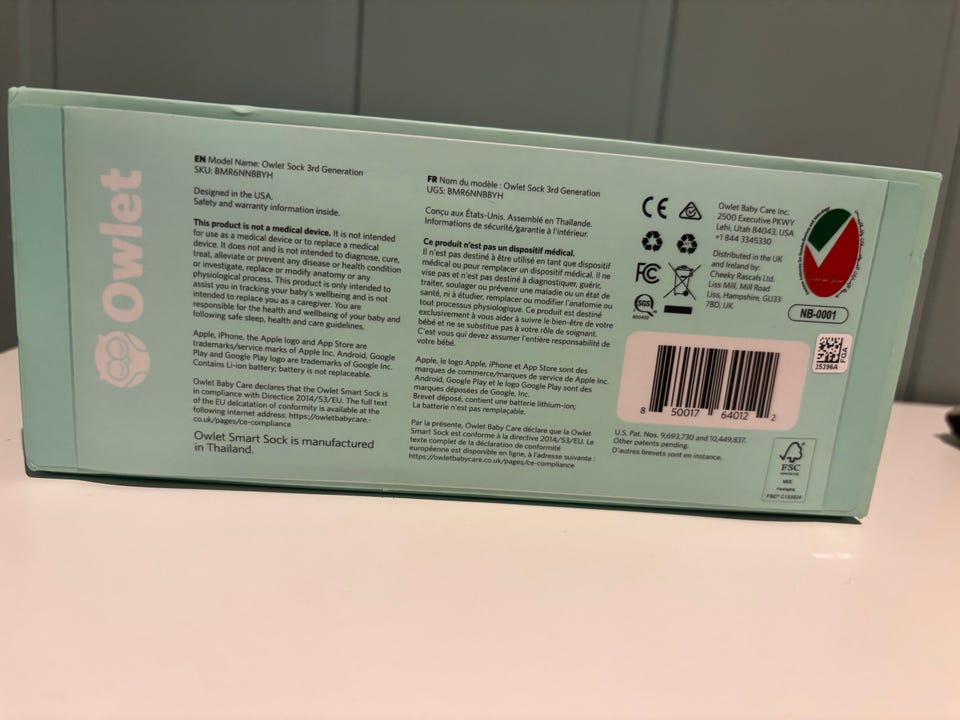 Owlet
EN Model Name: Owlet Sock 3rd Generation
SKU: BMR6NNBBYH
Designed in the USA.
Safety and warranty information inside.
This product is not a medical device. It is not intended
for use as a medical device or to replace a medical
device. It does not and is not intended to diagnose, cure,
treat, alleviate or prevent any disease or health condition
or investigate, replace or modify anatomy or any
physiological process. This product is only intended to
assist you in tracking your baby's wellbeing and is not
intended to replace you as a caregiver. You are
responsible for the health and wellbeing of your baby and
following safe sleep, health and care guidelines.
Apple, iPhone, the Apple logo and App Store are
trademarks/service marks of Apple Inc. Android, Google
Play and Google Play logo are trademarks of Google Inc.
Contains Li-ion battery; battery is not replaceable.
Owlet Baby Care declares that the Owlet Smart Sock is
in compliance with Directive 2014/53/EU. The full text
of the EU delcatation of conformity is available at the
following internet address: https://owletbabycare.-
co.uk/pages/ce-compliance
Owlet Smart Sock is manufactured
in Thailand.
FR Nom du modèle : Owlet Sock 3rd Generation
UGS: BMR6NNBBYH
Conçu aux États-Unis. Assemblé en Thaïlande.
Informations de sécurité/garantie à l'intérieur.
Ce produit n'est pas un dispositif médical.
Il n'est pas destiné à être utilisé en tant que dispositif
médical ou pour remplacer un dispositif médical. Il ne
vise pas et n'est pas destiné à diagnostiquer, guérir,
traiter, soulager ou prévenir une maladie ou un état de
santé, ni à étudier, remplacer ou modifier l'anatomie ou
tout processus physiologique. Ce produit est destiné
exclusivement à vous aider à suivre le bien-être de votre
bébé et ne se substitue pas à votre rôle de soignant.
C'est vous qui devez assumer l'entière responsabilité de
votre bébé.
Apple, le logo Apple, iPhone et App Store sont des
marques de commerce/marques de service de Apple Inc.
Android, Google Play et le logo Google Play sont des
marques déposées de Google, Inc.
Brevet déposé, contient une batterie lithium-ion;
La batterie n'est pas remplaçable.
Par la présente, Owlet Baby Care déclare que la Owlet
Smart Sock est conforme à la directive 2014/53/EU. Le
texte complet de la déclaration de conformité
européenne est disponible en ligne, à l'adresse suivante :
https://owletbabycare.co.uk/pages/ce-compliance
CE
FC
SGS
Owlet Baby Care Inc.
2500 Executive PKWY
Lehi, Utah 84043, USA
+1 844 3345330
Distributed in the UK
and Ireland by:
Cheeky Rascals Ltd.
Liss Mill, Mill Road
Liss, Hampshire, GU33
7BD, UK
NB-0001
25396A
FGA
8 50017 64012 2
U.S. Pat. Nos. 9,693,730 and 10,449,837.
Other patents pending.
D'autres brevets sont en instance.
FSC
MIX
Packaging